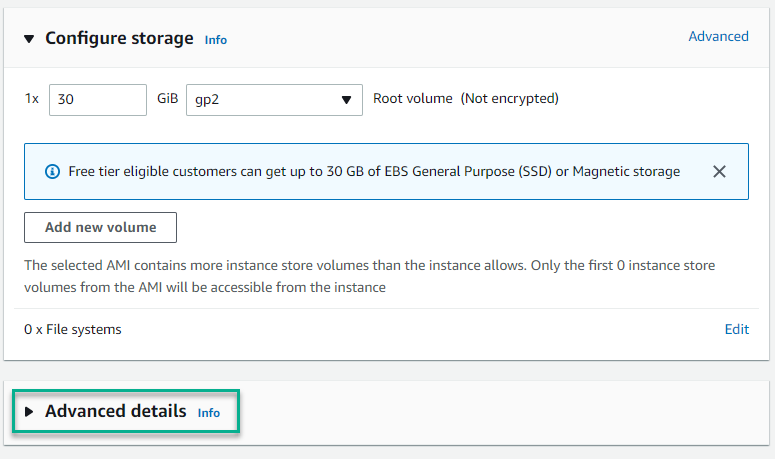 Configure storage Info Advanced
1x 30 GiB gp2 Root volume (Not encrypted)
Free tier eligible customers can get up to 30 GB of EBS General Purpose (SSD) or Magnetic storage
Add new volume
The selected AMI contains more instance store volumes than the instance allows. Only the first 0 instance store
volumes from the AMI will be accessible from the instance
0 x File systems Edit
Advanced details Info